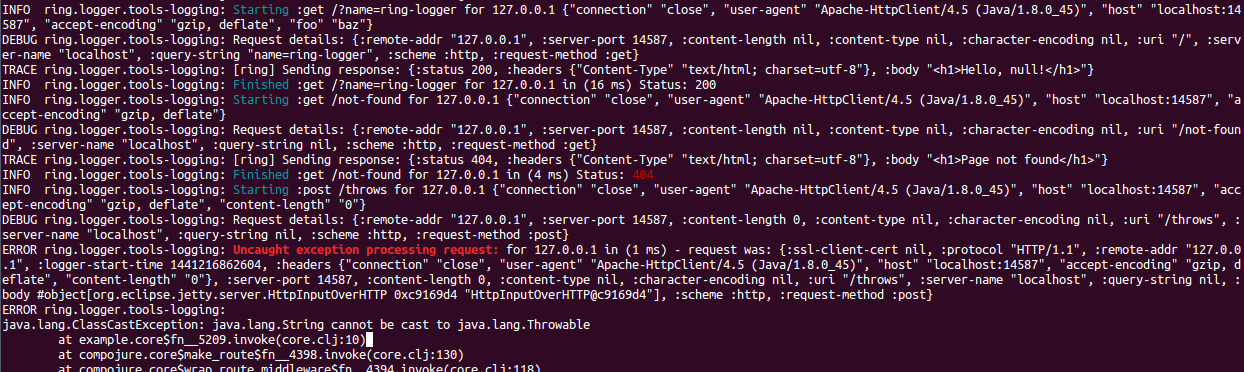 INFO  ring.logger.tools-logging: Starting :get /?name=ring-logger for 127.0.0.1 {"connection" "close", "user-agent" "Apache-HttpClient/4.5 (Java/1.8.0_45)", "host" "localhost:14
587", "accept-encoding" "gzip, deflate", "foo" "baz"}
DEBUG ring.logger.tools-logging: Request details: {:remote-addr "127.0.0.1", :server-port 14587, :content-length nil, :content-type nil, :character-encoding nil, :uri "/", :serv
er-name "localhost", :query-string "name=ring-logger", :scheme :http, :request-method :get}
TRACE ring.logger.tools-logging: [ring] Sending response: {:status 200, :headers {"Content-Type" "text/html; charset=utf-8"}, :body "<h1>Hello, null!</h1>"}
INFO  ring.logger.tools-logging: Finished :get /?name=ring-logger for 127.0.0.1 in (16 ms) Status: 200
INFO  ring.logger.tools-logging: Starting :get /not-found for 127.0.0.1 {"connection" "close", "user-agent" "Apache-HttpClient/4.5 (Java/1.8.0_45)", "host" "localhost:14587", "a
ccept-encoding" "gzip, deflate"}
DEBUG ring.logger.tools-logging: Request details: {:remote-addr "127.0.0.1", :server-port 14587, :content-length nil, :content-type nil, :character-encoding nil, :uri "/not-foun
d", :server-name "localhost", :query-string nil, :scheme :http, :request-method :get}
TRACE ring.logger.tools-logging: [ring] Sending response: {:status 404, :headers {"Content-Type" "text/html; charset=utf-8"}, :body "<h1>Page not found</h1>"}
INFO  ring.logger.tools-logging: Finished :get /not-found for 127.0.0.1 in (4 ms) Status: 404
INFO  ring.logger.tools-logging: Starting :post /throws for 127.0.0.1 {"connection" "close", "user-agent" "Apache-HttpClient/4.5 (Java/1.8.0_45)", "host" "localhost:14587", "acc
ept-encoding" "gzip, deflate", "content-length" "0"}
DEBUG ring.logger.tools-logging: Request details: {:remote-addr "127.0.0.1", :server-port 14587, :content-length 0, :content-type nil, :character-encoding nil, :uri "/throws", :
server-name "localhost", :query-string nil, :scheme :http, :request-method :post}
ERROR ring.logger.tools-logging: Uncaught exception processing request: for 127.0.0.1 in (1 ms) - request was: {:ssl-client-cert nil, :protocol "HTTP/1.1", :remote-addr "127.0.0
.1", :logger-start-time 1441216862604, :headers {"connection" "close", "user-agent" "Apache-HttpClient/4.5 (Java/1.8.0_45)", "host" "localhost:14587", "accept-encoding" "gzip, d
eflate", "content-length" "0"}, :server-port 14587, :content-length 0, :content-type nil, :character-encoding nil, :uri "/throws", :server-name "localhost", :query-string nil, :
body #object[org.eclipse.jetty.server.HttpInputOverHTTP 0xc9169d4 "HttpInputOverHTTP@c9169d4"], :scheme :http, :request-method :post}
ERROR ring.logger.tools-logging:
java.lang.ClassCastException: java.lang.String cannot be cast to java.lang.Throwable
        at example.core$fn__5209.invoke(core.clj:10)
        at compojure.core$make_route$fn__4398.invoke(core.clj:130)
        at compojure.core$wrap_route_middleware$fn__4394.invoke(core.clj:118)